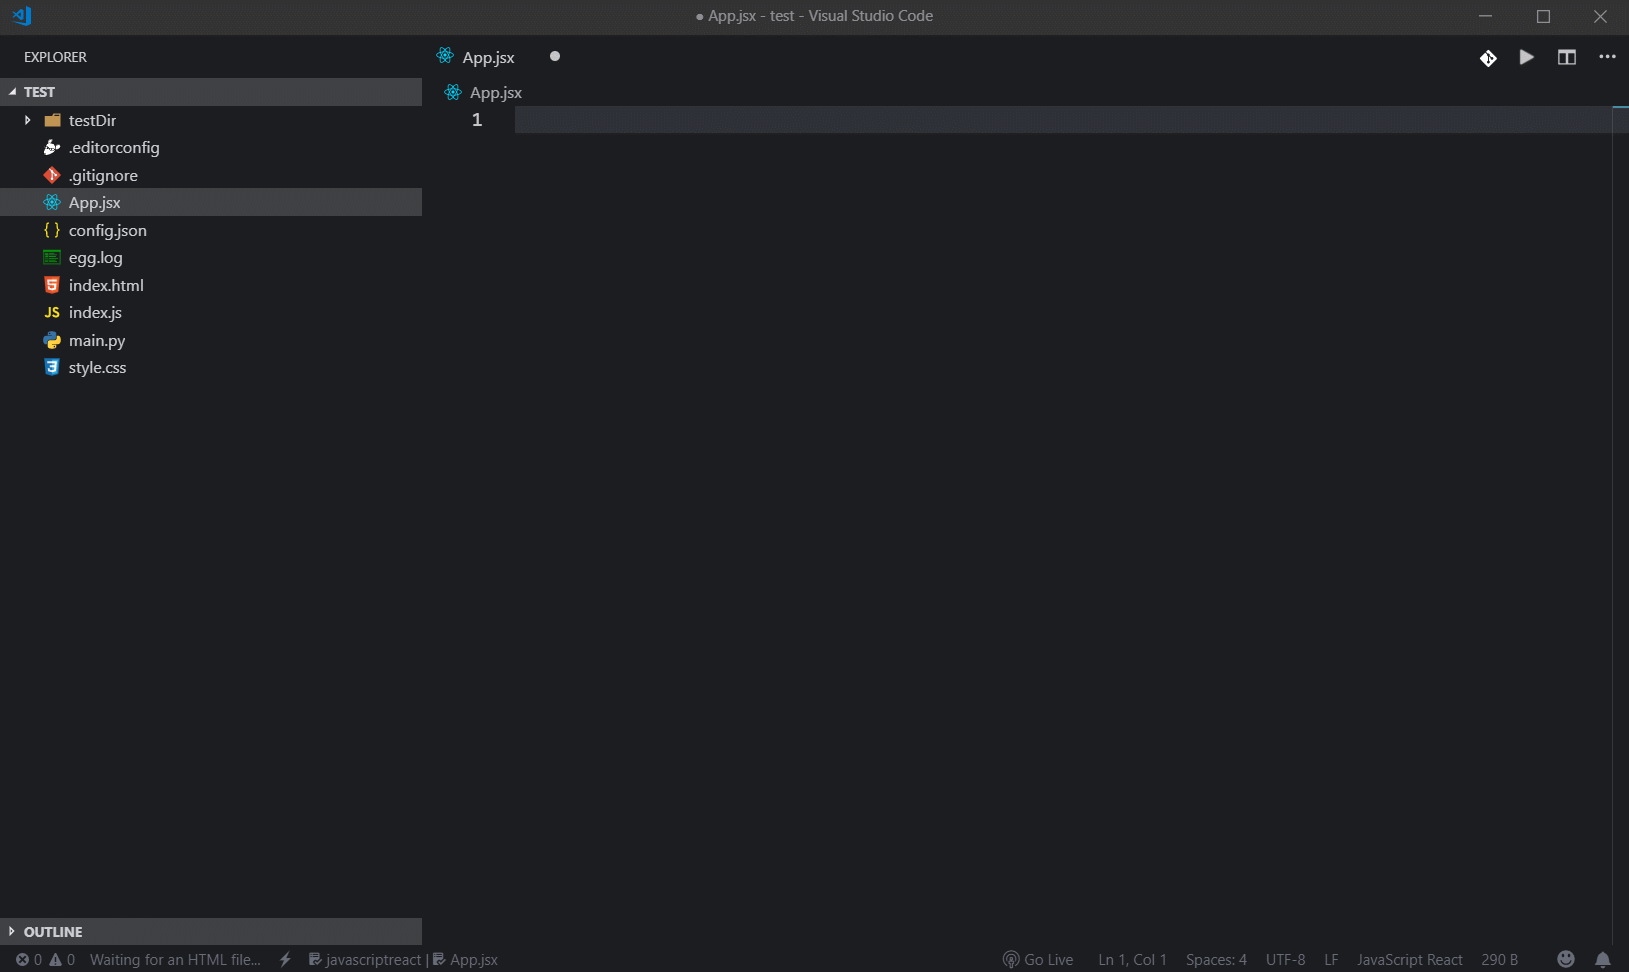 ● App.jsx - test - Visual Studio Code
EXPLORER
App.jsx
TEST
App.jsx
testDir
1
.editorconfig
.gitignore
App.jsx
{ } config.json
egg.log
index.html
JS index.js
main.py
style.css
OUTLINE
0 0 Waiting for an HTML file... javascriptreact | App.jsx Go Live Ln 1, Col 1 Spaces: 4 UTF-8 LF JavaScript React 290 B